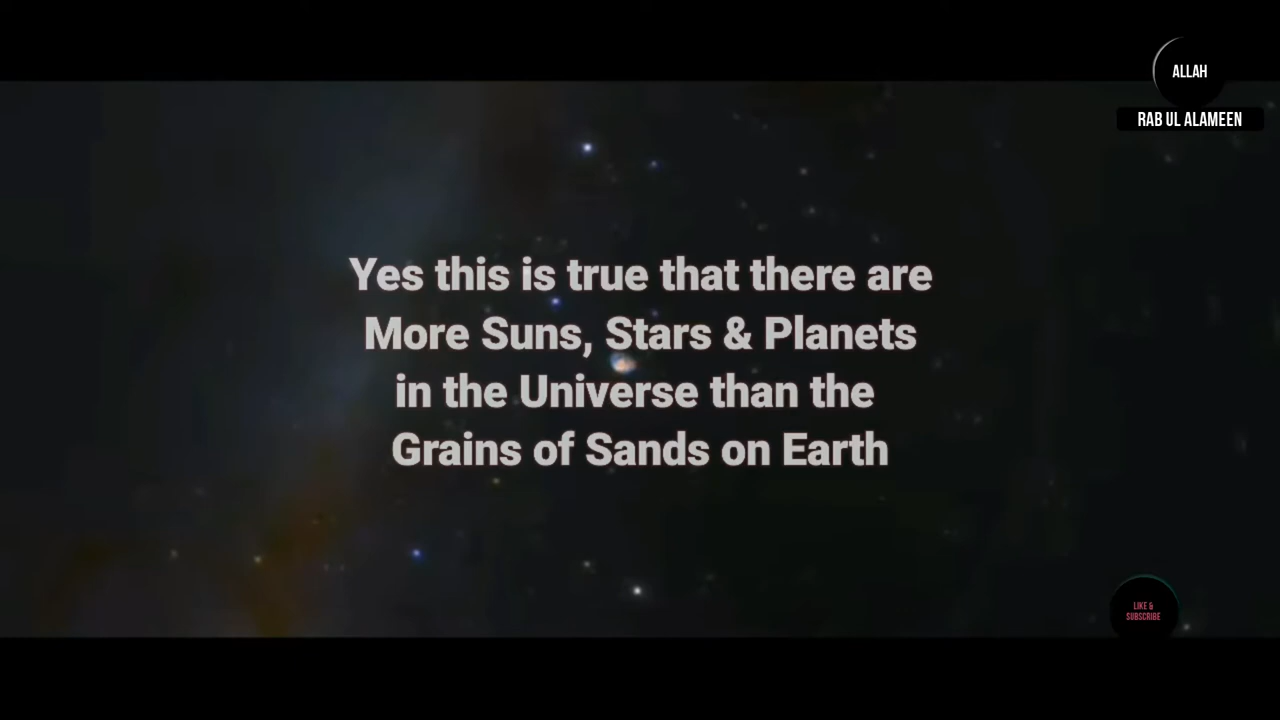 ALLAH
RAB UL ALAMEEN
Yes this is true that there are
More Suns, Stars & Planets
in the Universe than the
Grains of Sands on Earth
LIKE &
SUBSCRIBE